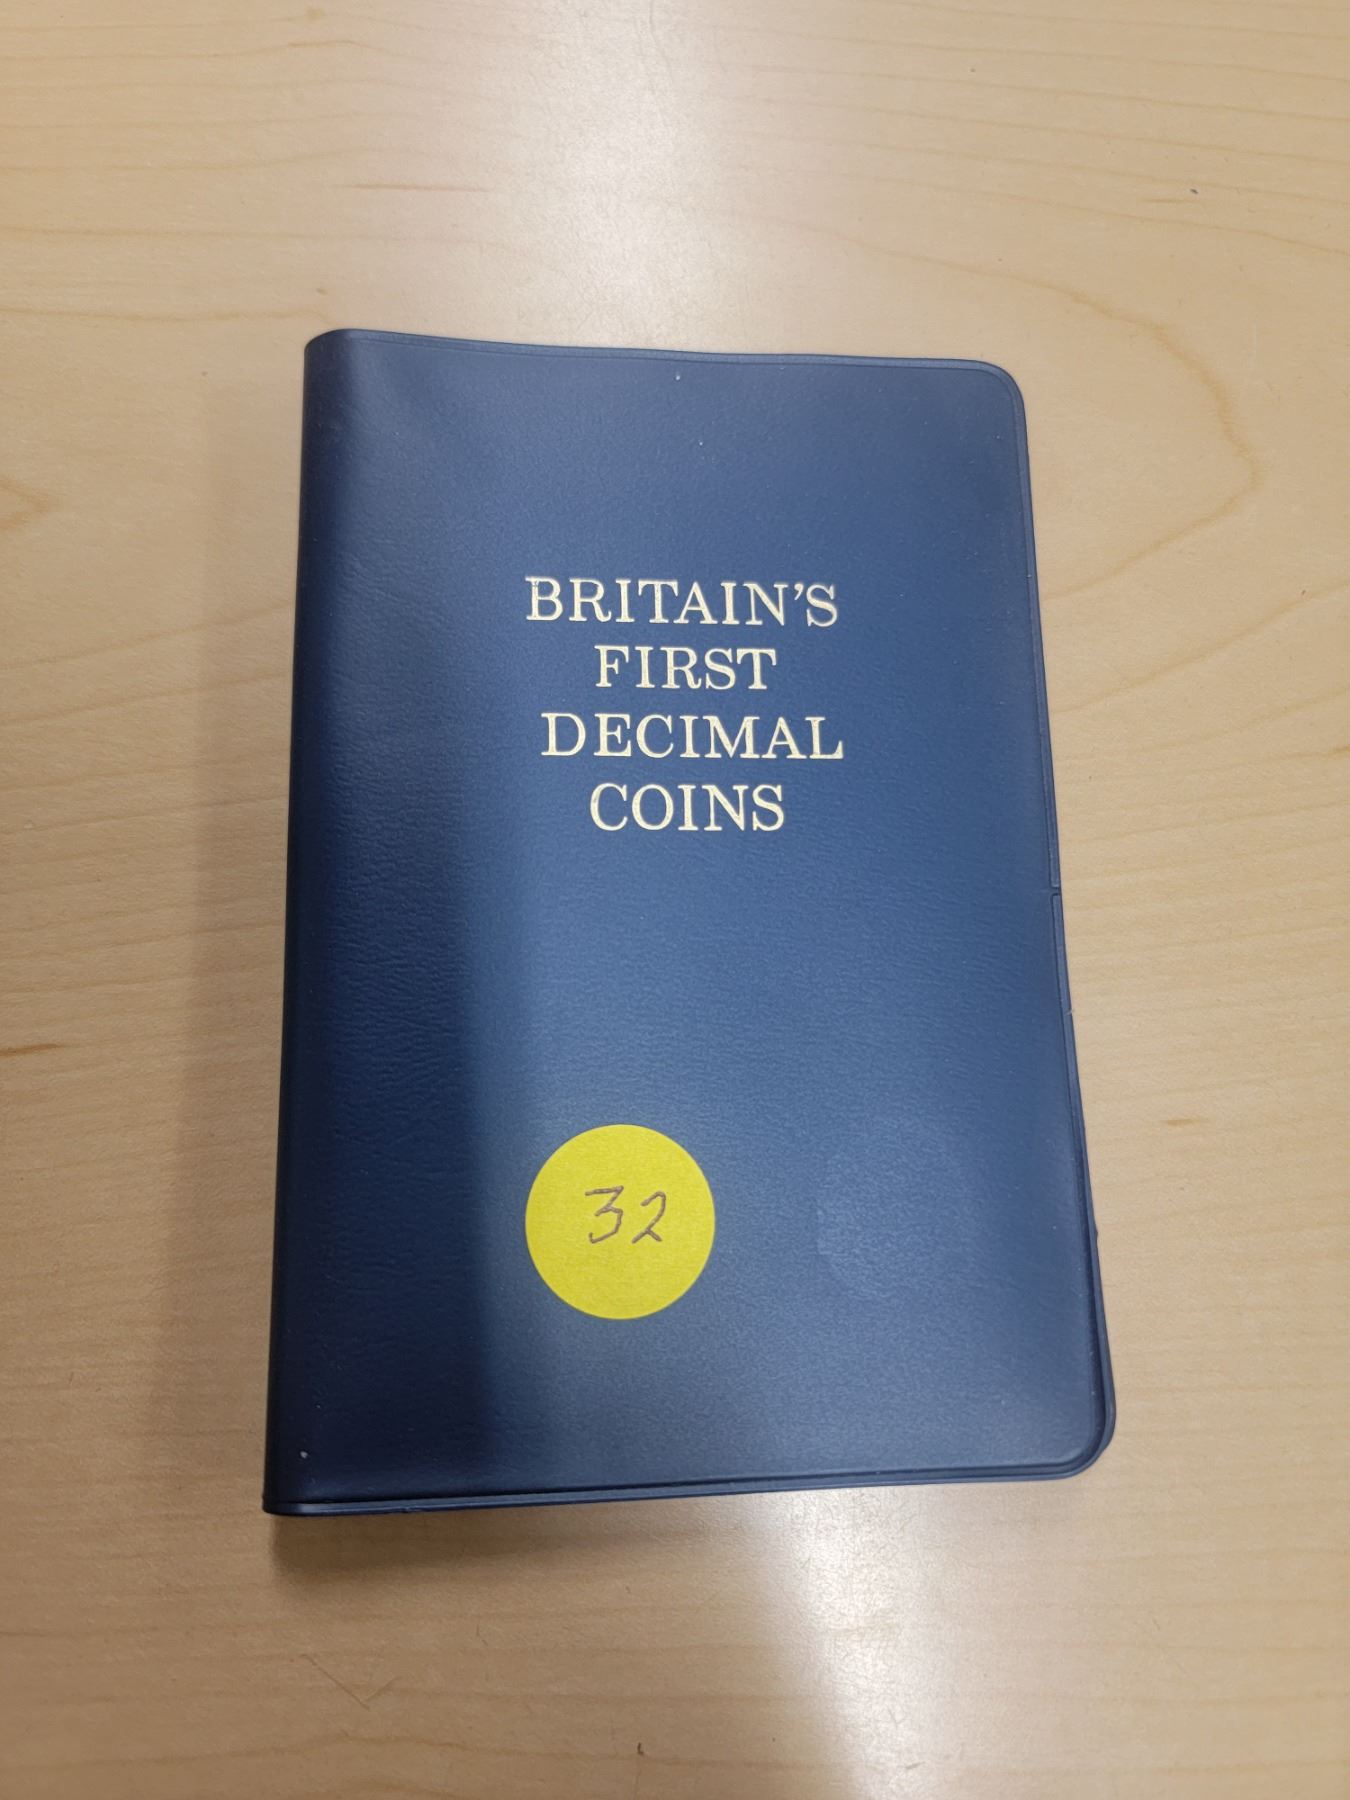 BRITAIN'S
FIRST
DECIMAL
COINS
32